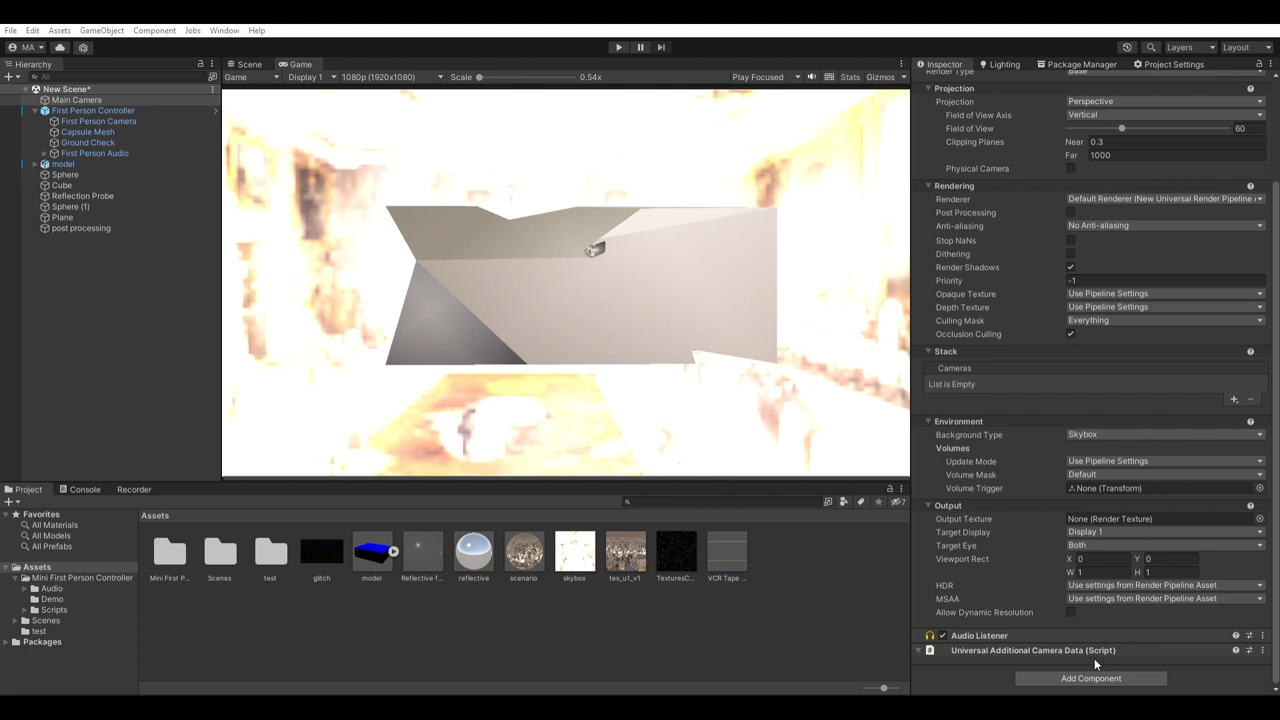 File Edit Assets GameObject Component Jobs Window Help
MA Layers Layout
Hierarchy Scene Game Inspector Lighting Package Manager Project Settings
All Game Display 1 1080p (1920x1080) Scale 0.54x Play Focused Stats Gizmos
Render Type Base
New Scene*
Main Camera
First Person Controller
First Person Camera
Capsule Mesh
Ground Check
First Person Audio
model
Sphere
Cube
Reflection Probe
Sphere (1)
Plane
post processing
Projection
Projection Perspective
Field of View Axis Vertical
Field of View 60
Clipping Planes Near 0.3
Far 1000
Physical Camera
Rendering
Renderer Default Renderer (New Universal Render Pipeline
Post Processing
Anti-aliasing No Anti-aliasing
Stop NaNs
Dithering
Render Shadows
Priority -1
Opaque Texture Use Pipeline Settings
Depth Texture Use Pipeline Settings
Culling Mask Everything
Occlusion Culling
Stack
Cameras
List is Empty
Environment
Background Type Skybox
Volumes
Update Mode Use Pipeline Settings
Volume Mask Default
Volume Trigger None (Transform)
Output
Output Texture None (Render Texture)
Target Display Display 1
Target Eye Both
Viewport Rect X 0 Y 0
W 1 H 1
HDR Use settings from Render Pipeline Asset
MSAA Use settings from Render Pipeline Asset
Allow Dynamic Resolution
Audio Listener
Universal Additional Camera Data (Script)
Add Component
Project Console Recorder
7
Favorites
All Materials
All Models
All Prefabs
Assets
Mini First Person Controller
Audio
Demo
Scripts
Scenes
test
Packages
Assets
Mini First P... Scenes test glitch model Reflective f... reflective scenario skybox tex_u1_v1 TexturesC... VCR Tape ...